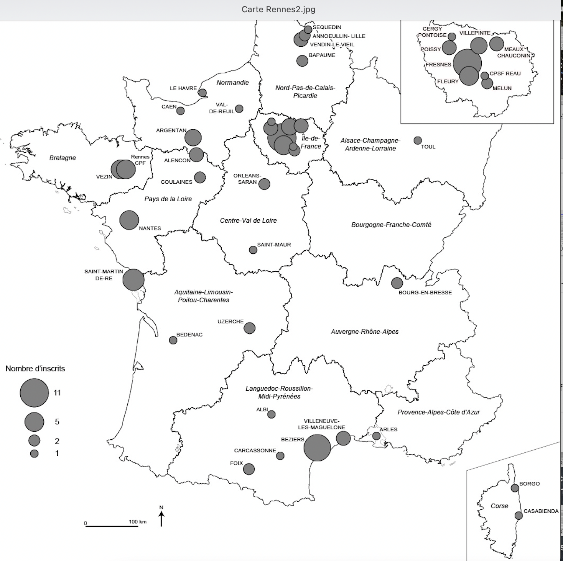 Carte Rennes2.jpg
SEQUEDIN
ANNOEULLIN- LILLE
VENDIN-LE-VIEIL
BAPAUME
CERGY
PONTOISE
VILLEPINTE
POISSY
MEAUX
CHAUCONIN
FRESNES
FLEURY
CPSF REAU
MELUN
LE HAVRE
Normandie
Nord-Pas-de-Calais-
Picardie
CAEN
VAL-
DE-REUIL
ARGENTAN
Île-de-
France
Alsace-Champagne-
Ardenne-Lorraine
TOUL
Bretagne
Rennes
CPF
VEZIN
ALENCON
COULAINES
ORLEANS-
SARAN
Pays de la Loire
Centre-Val de Loire
Bourgogne-Franche-Comté
NANTES
SAINT-MAUR
SAINT-MARTIN
DE-RE
Aquitaine-Limousin-
Poitou-Charentes
BOURG-EN-BRESSE
UZERCHE
BEDENAC
Auvergne-Rhône-Alpes
Nombre d'inscrits
11
5
2
1
Languedoc-Roussillon-
Midi-Pyrénées
ALBI
VILLENEUVE-
LES-MAGUELONE
Provence-Alpes-Côte d'Azur
ARLES
BEZIERS
CARCASSONNE
FOIX
BORGO
Corse
CASABIENDA
N
0
100 km